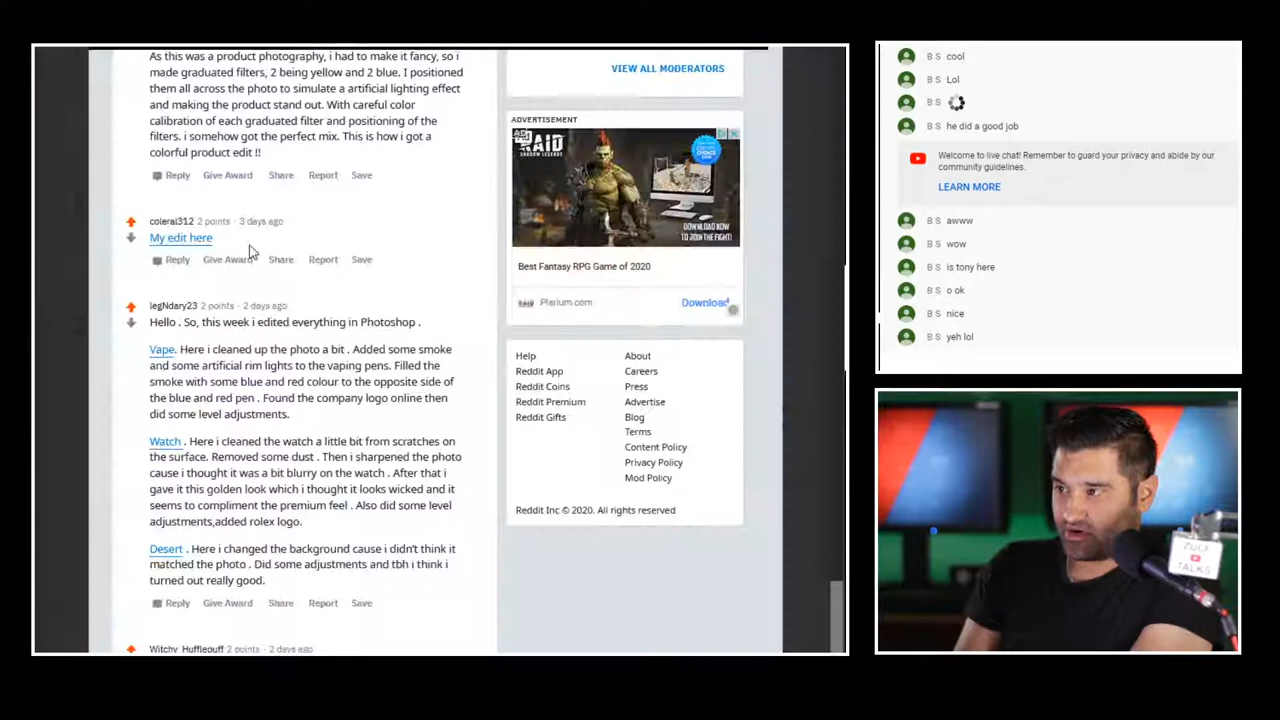 As this was a product photography, i had to make it fancy, so i
made graduated filters, 2 being yellow and 2 blue. I positioned
them all across the photo to simulate a artificial lighting effect
and making the product stand out. With careful color
calibration of each graduated filter and positioning of the
filters. i somehow got the perfect mix. This is how i got a
colorful product edit !!
Reply Give Award Share Report Save
coleral312 2 points · 3 days ago
My edit here
Reply Give Award Share Report Save
legNdary23 2 points · 2 days ago
Hello . So, this week i edited everything in Photoshop .
Vape. Here i cleaned up the photo a bit . Added some smoke
and some artificial rim lights to the vaping pens. Filled the
smoke with some blue and red colour to the opposite side of
the blue and red pen . Found the company logo online then
did some level adjustments.
Watch . Here i cleaned the watch a little bit from scratches on
the surface. Removed some dust . Then i sharpened the photo
cause i thought it was a bit blurry on the watch . After that i
gave it this golden look which i thought it looks wicked and it
seems to compliment the premium feel . Also did some level
adjustments,added rolex logo.
Desert . Here i changed the background cause i didn't think it
matched the photo . Did some adjustments and tbh i think i
turned out really good.
Reply Give Award Share Report Save
Witchy_Hufflepuff 2 points · 2 days ago
VIEW ALL MODERATORS
ADVERTISEMENT
AD
RAID
SHADOW LEGENDS
DOWNLOAD NOW
TO JOIN THE FIGHT!
Best Fantasy RPG Game of 2020
Plarium.com Download
Help About
Reddit App Careers
Reddit Coins Press
Reddit Premium Advertise
Reddit Gifts Blog
Terms
Content Policy
Privacy Policy
Mod Policy
Reddit Inc © 2020. All rights reserved
B S cool
B S Lol
B S
B S he did a good job
Welcome to live chat! Remember to guard your privacy and abide by our
community guidelines.
LEARN MORE
B S awww
B S wow
B S is tony here
B S o ok
B S nice
B S yeh lol
ZULF
TALKS